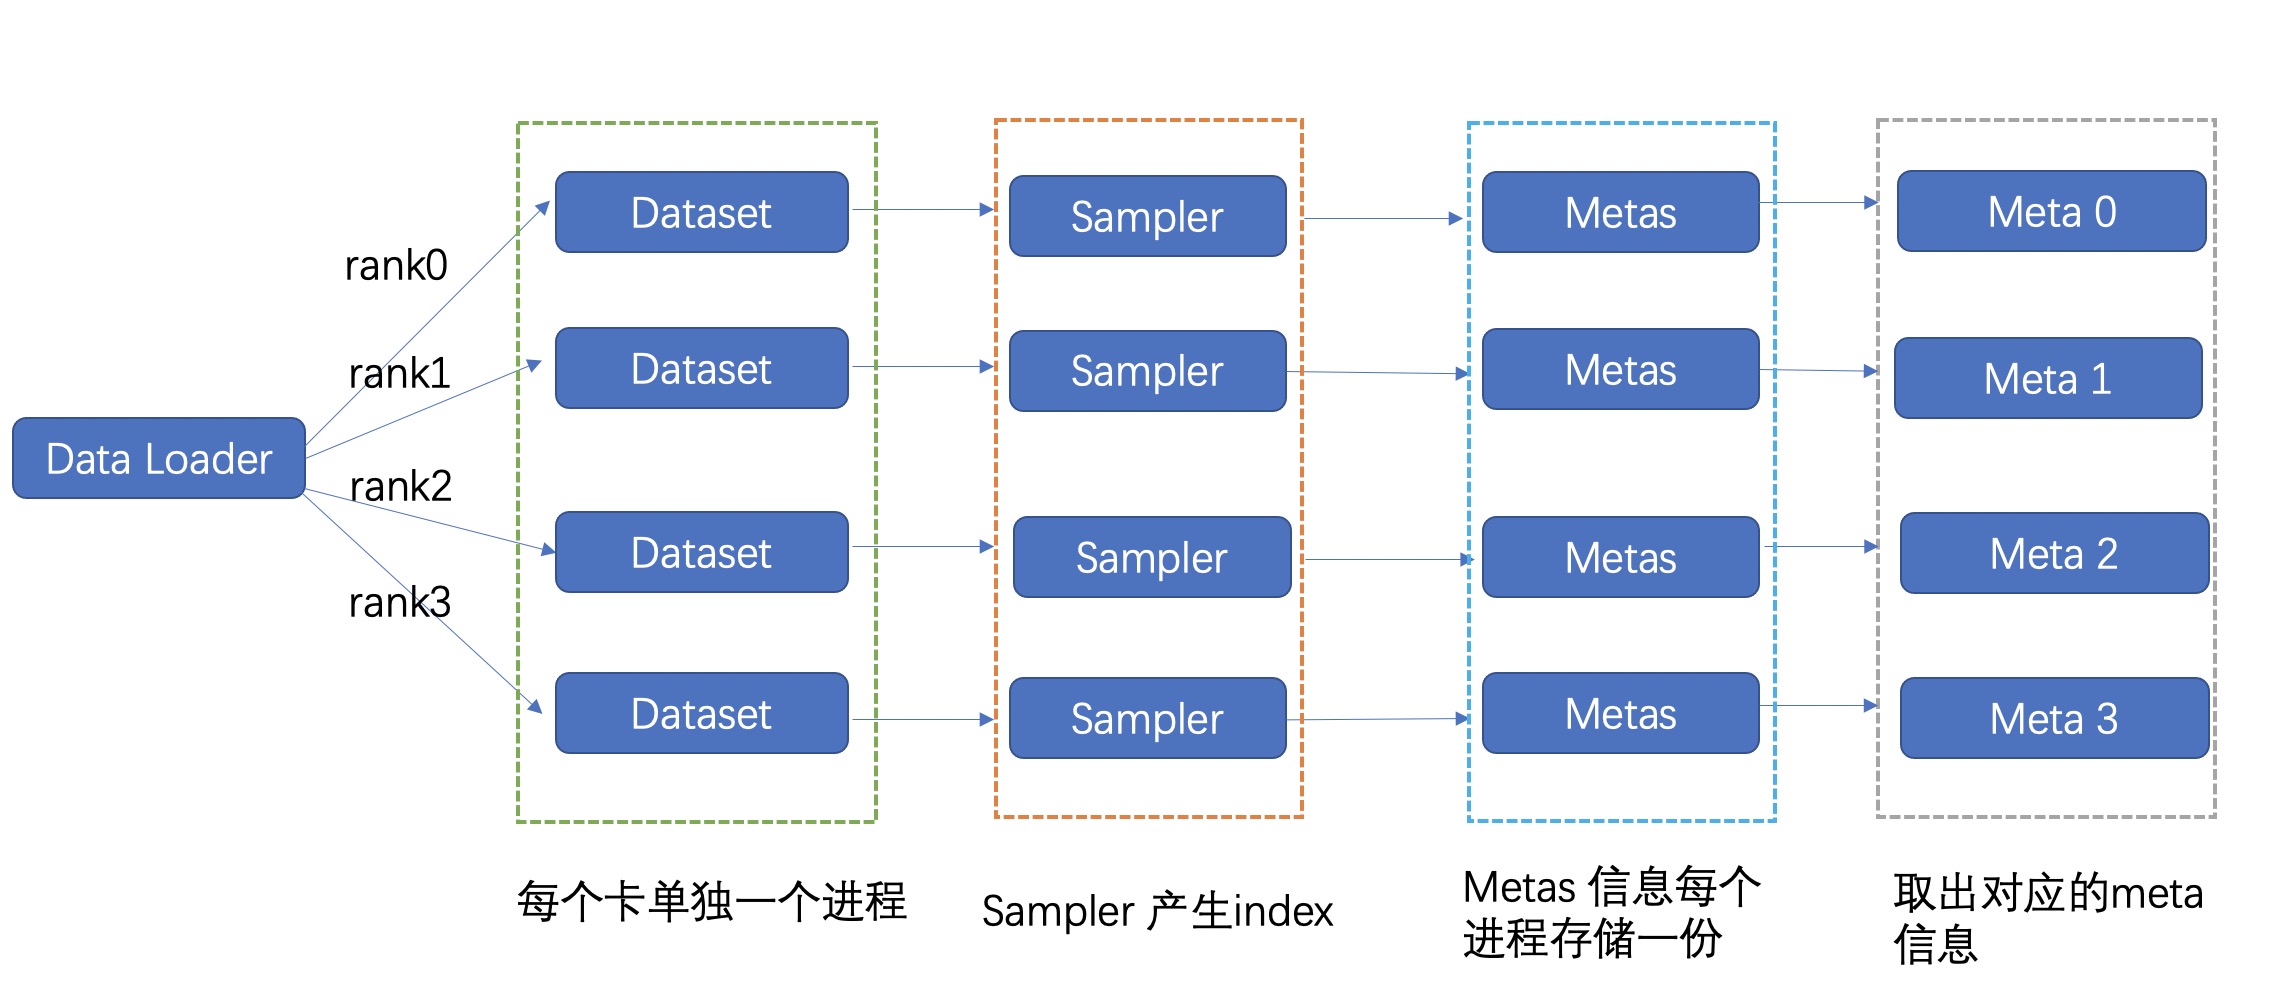 Data Loader
rank0
rank1
rank2
rank3
Dataset
Dataset
Dataset
Dataset
每个卡单独一个进程
Sampler
Sampler
Sampler
Sampler
Sampler 产生index
Metas
Metas
Metas
Metas
Metas 信息每个
进程存储一份
Meta 0
Meta 1
Meta 2
Meta 3
取出对应的meta
信息